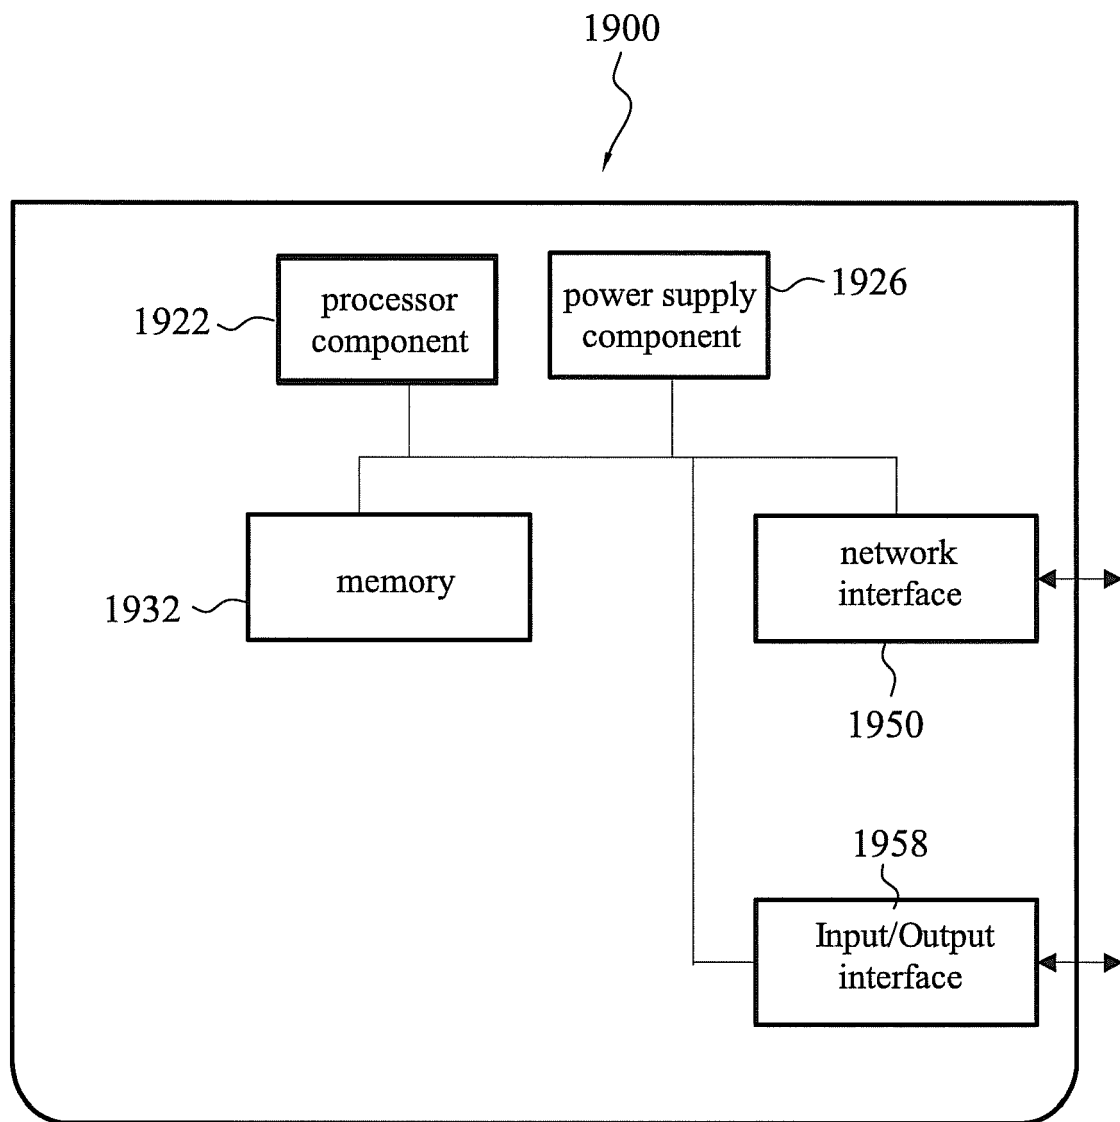 1900
processor
component
1922
power supply
component
1926
memory
1932
network
interface
1950
1958
Input/Output
interface